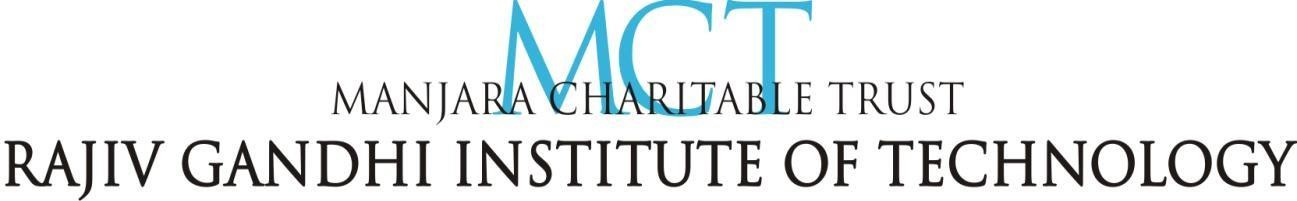 MCT
MANJARA CHARITABLE TRUST
RAJIV GANDHI INSTITUTE OF TECHNOLOGY